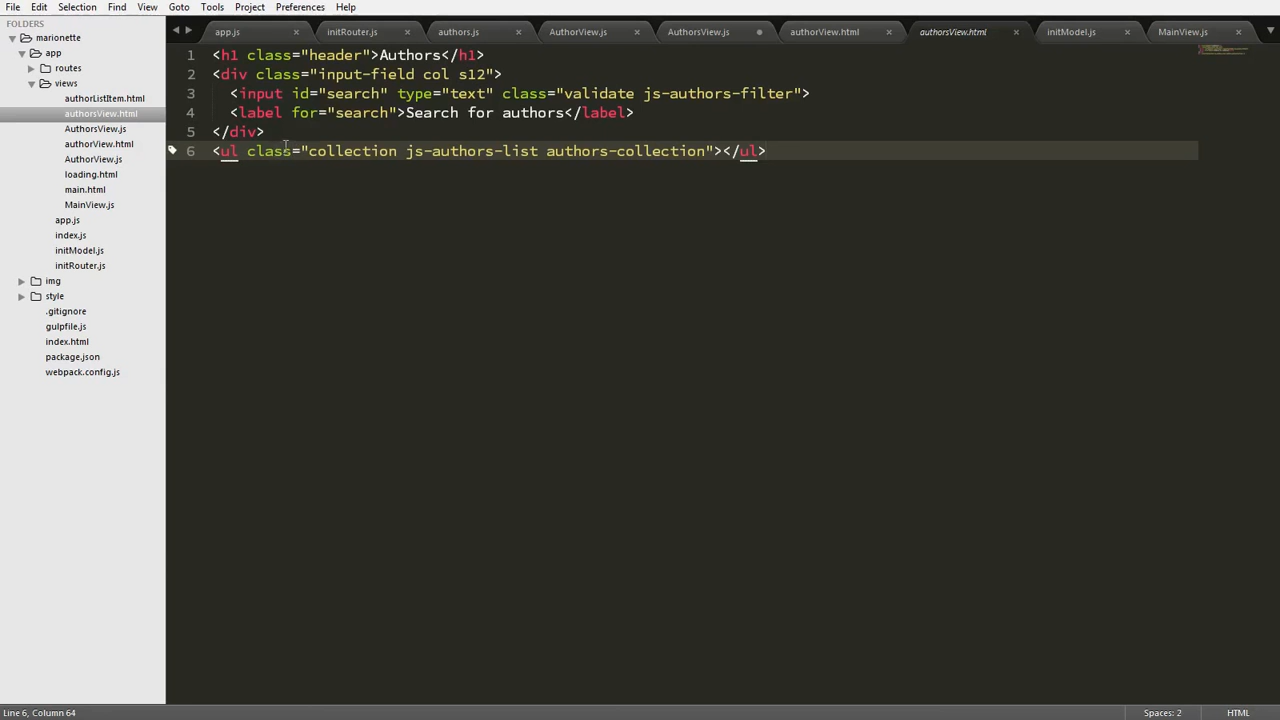 File Edit Selection Find View Goto Tools Project Preferences Help
FOLDERS
marionette
app
routes
views
authorListItem.html
authorsView.html
AuthorsView.js
authorView.html
AuthorView.js
loading.html
main.html
MainView.js
app.js
index.js
initModel.js
initRouter.js
img
style
.gitignore
gulpfile.js
index.html
package.json
webpack.config.js
app.js × initRouter.js × authors.js × AuthorView.js × AuthorsView.js authorView.html × authorsView.html × initModel.js × MainView.js ×
1 <h1 class="header">Authors</h1>
2 <div class="input-field col s12">
3 <input id="search" type="text" class="validate js-authors-filter">
4 <label for="search">Search for authors</label>
5 </div>
6 <ul class="collection js-authors-list authors-collection"></ul>
Line 6, Column 64 Spaces: 2 HTML